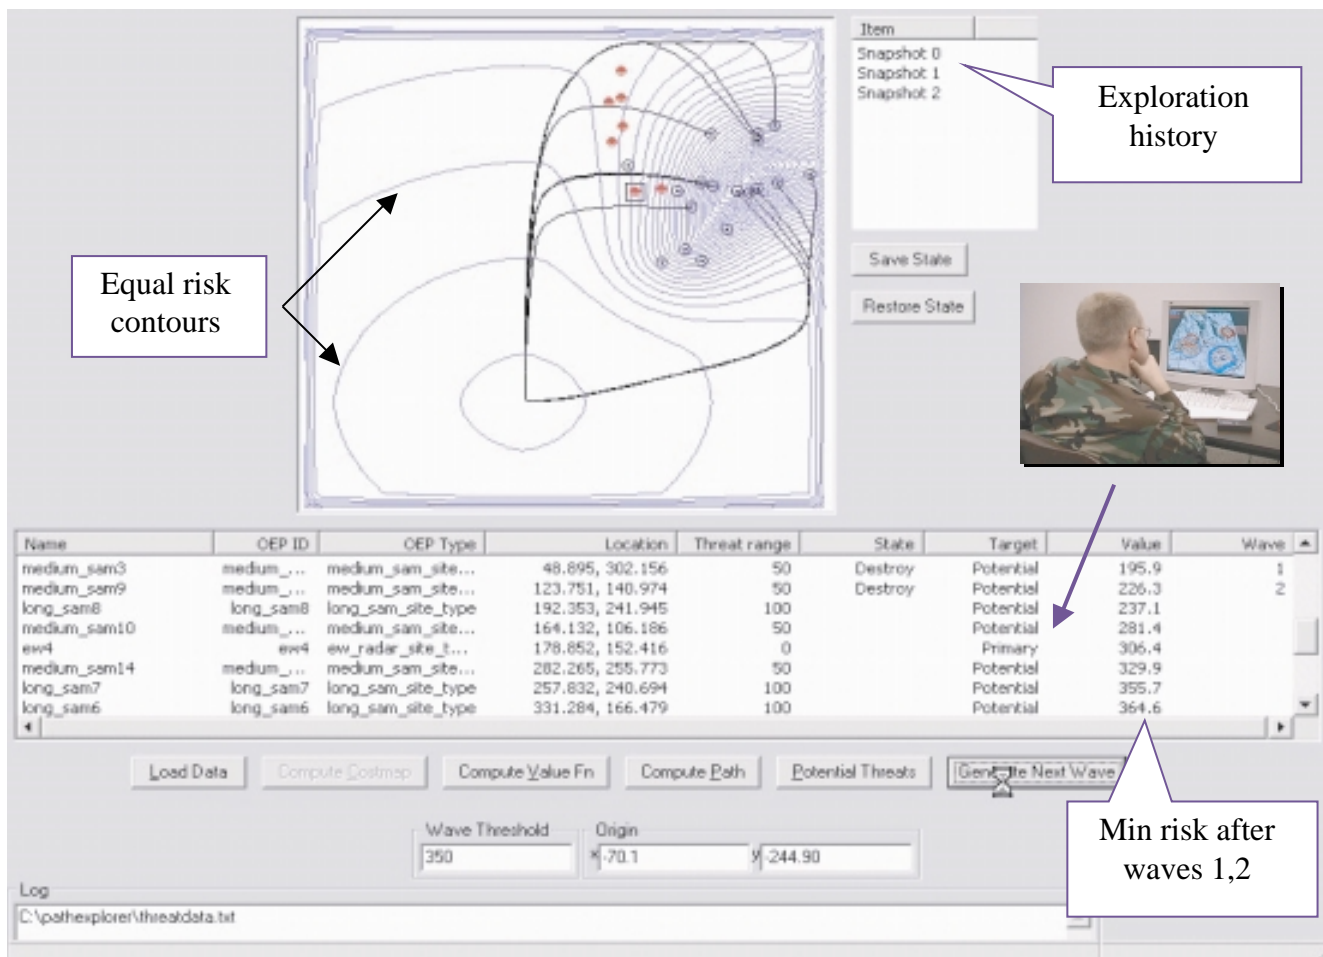 Item
Snapshot 0
Snapshot 1
Snapshot 2
Exploration
history
Save State
Restore State
Equal risk
contours
Name OEP ID OEP Type Location Threat range State Target Value Wave
medium_sam3 medium_... medium_sam_site... 48.895, 302.156 50 Destroy Potential 195.9 1
medium_sam9 medium_... medium_sam_site... 123.751, 140.974 50 Destroy Potential 226.3 2
long_sam8 long_sam8 long_sam_site_type 192.353, 241.945 100 Potential 237.1
medium_sam10 medium_... medium_sam_site... 164.132, 106.186 50 Potential 281.4
ew4 ew4 ew_radar_site_t... 178.852, 152.416 0 Primary 306.4
medium_sam14 medium_... medium_sam_site... 282.265, 255.773 50 Potential 329.9
long_sam7 long_sam7 long_sam_site_type 257.832, 240.694 100 Potential 355.7
long_sam6 long_sam6 long_sam_site_type 331.284, 166.479 100 Potential 364.6
Load Data Compute Costmap Compute Value Fn Compute Path Potential Threats Generate Next Wave
Wave Threshold Origin
350 x -70.1 y -244.90
Min risk after
waves 1,2
Log
C:\pathexplorer\threatdata.txt